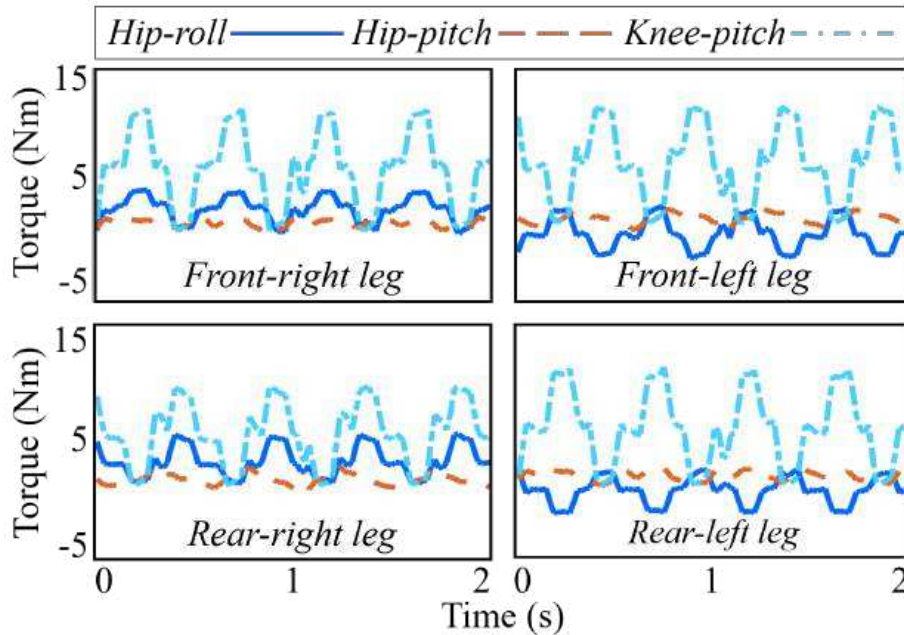 Hip-roll Hip-pitch Knee-pitch
Torque (Nm)
15
5
-5
Front-right leg
Front-left leg
Torque (Nm)
15
5
-5
Rear-right leg
Rear-left leg
0 1 2 0 1 2
Time (s)